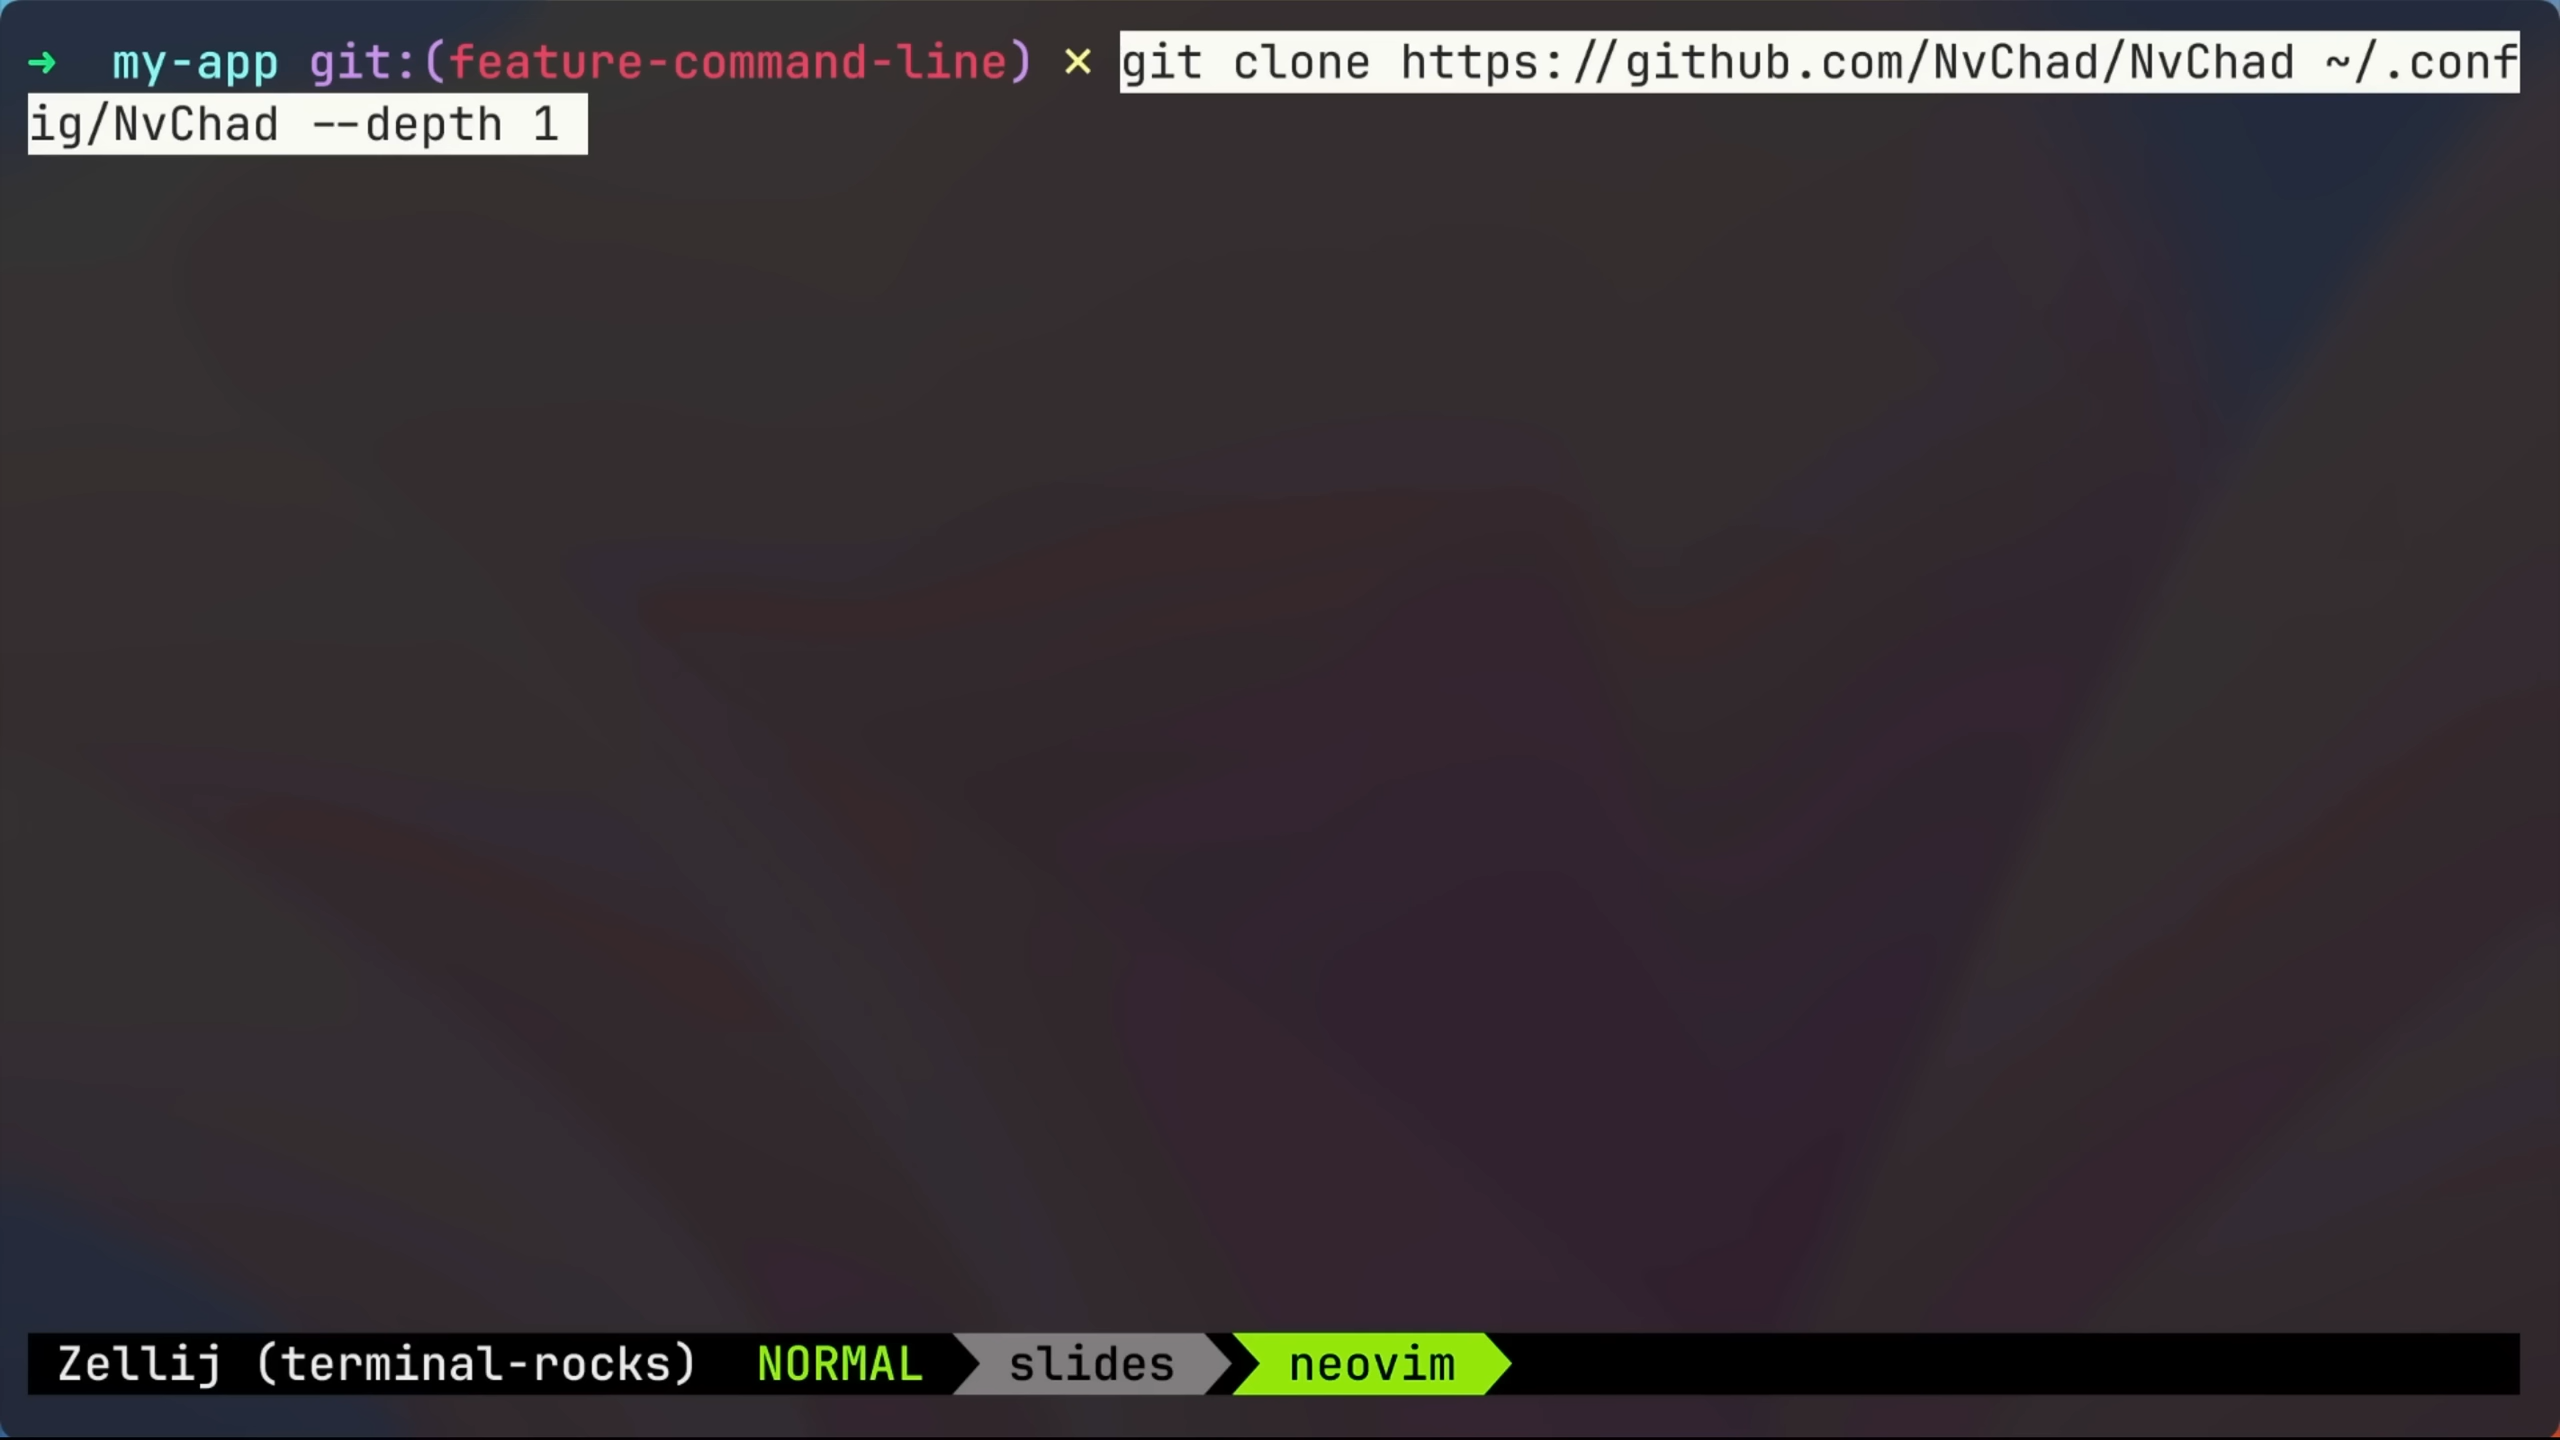 ➜  my-app git:(feature-command-line) ✗ git clone https://github.com/NvChad/NvChad ~/.conf
ig/NvChad --depth 1
Zellij (terminal-rocks)  NORMAL  slides  neovim